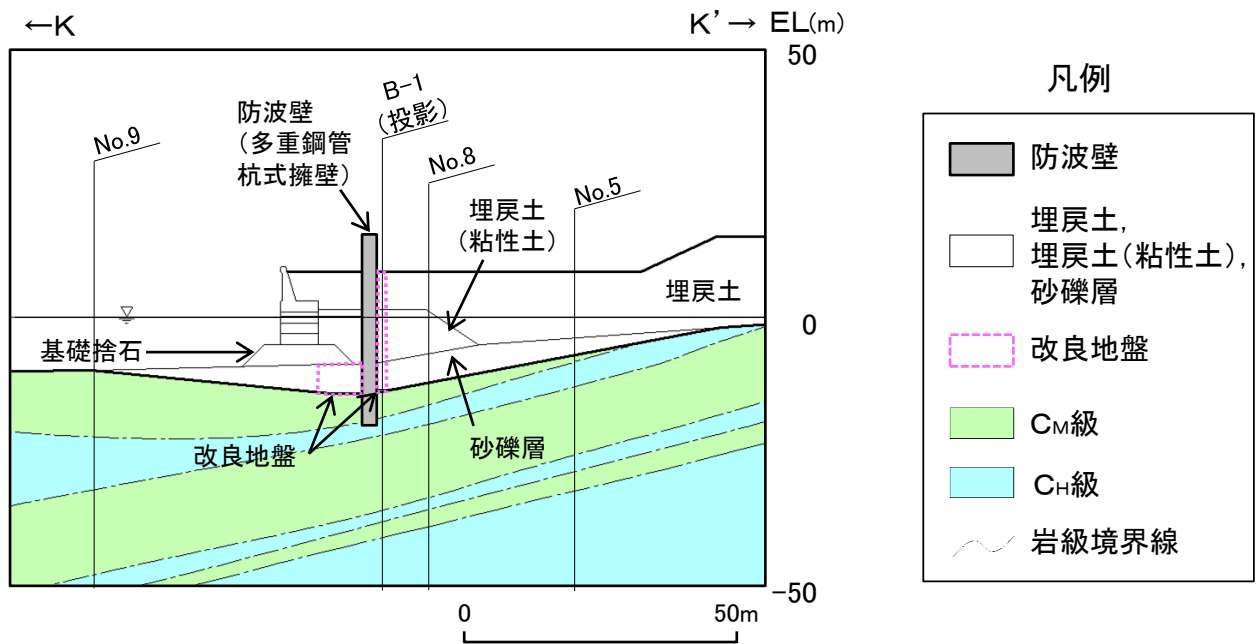 ←K
K’→ EL(m)
50
0
-50
No.9
防波壁
(多重鋼管
杭式擁壁)
B-1
(投影)
No.8
No.5
埋戻土
(粘性土)
埋戻土
基礎捨石
改良地盤
砂礫層
0
50m
凡例
防波壁
埋戻土,
埋戻土(粘性土),
砂礫層
改良地盤
CM級
CH級
岩級境界線